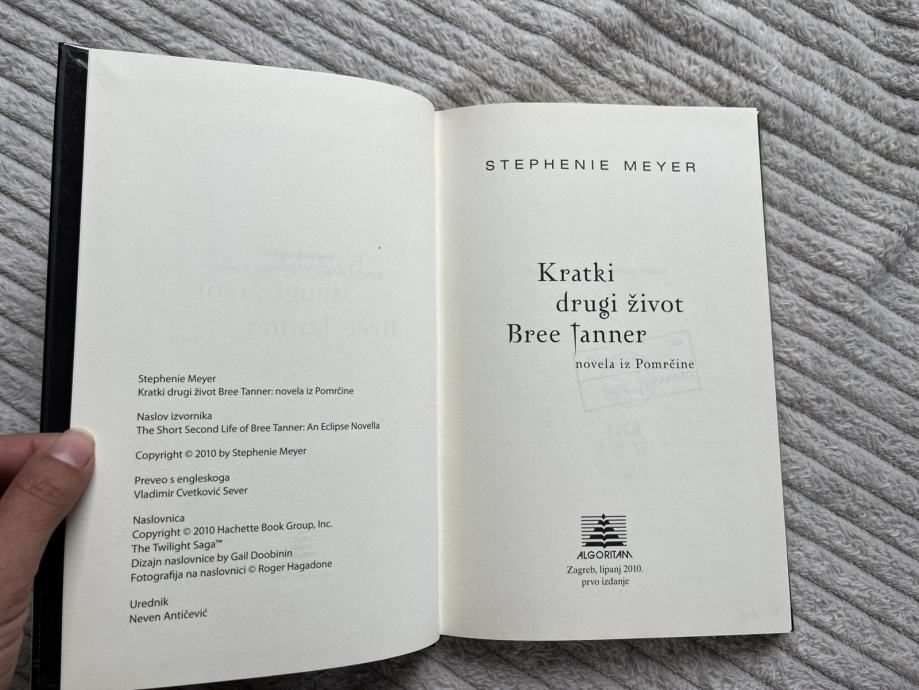 Stephenie Meyer
Kratki drugi život Bree Tanner: novela iz Pomrčine
Naslov izvornika
The Short Second Life of Bree Tanner: An Eclipse Novella
Copyright © 2010 by Stephenie Meyer
Preveo s engleskoga
Vladimir Cvetković Sever
Naslovnica
Copyright © 2010 Hachette Book Group, Inc.
The Twilight Saga™
Dizajn naslovnice by Gail Doobinin
Fotografija na naslovnici © Roger Hagadone
Urednik
Neven Antičević
STEPHENIE MEYER
Kratki
drugi život
Bree Tanner
novela iz Pomrčine
ALGORITAM
Zagreb, lipanj 2010.
prvo izdanje